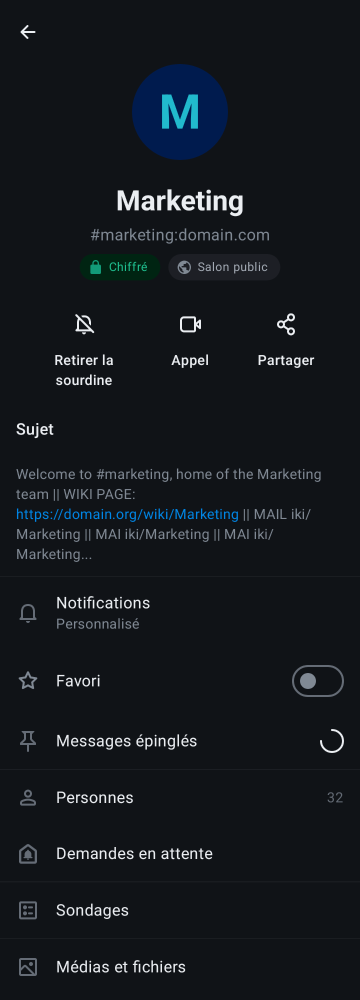 M
Marketing
#marketing:domain.com
Chiffré
Salon public
Retirer la
sourdine
Appel
Partager
Sujet
Welcome to #marketing, home of the Marketing
team || WIKI PAGE:
https://domain.org/wiki/Marketing || MAIL iki/
Marketing || MAI iki/Marketing || MAI iki/
Marketing...
Notifications
Personnalisé
Favori
Messages épinglés
Personnes
32
Demandes en attente
Sondages
Médias et fichiers